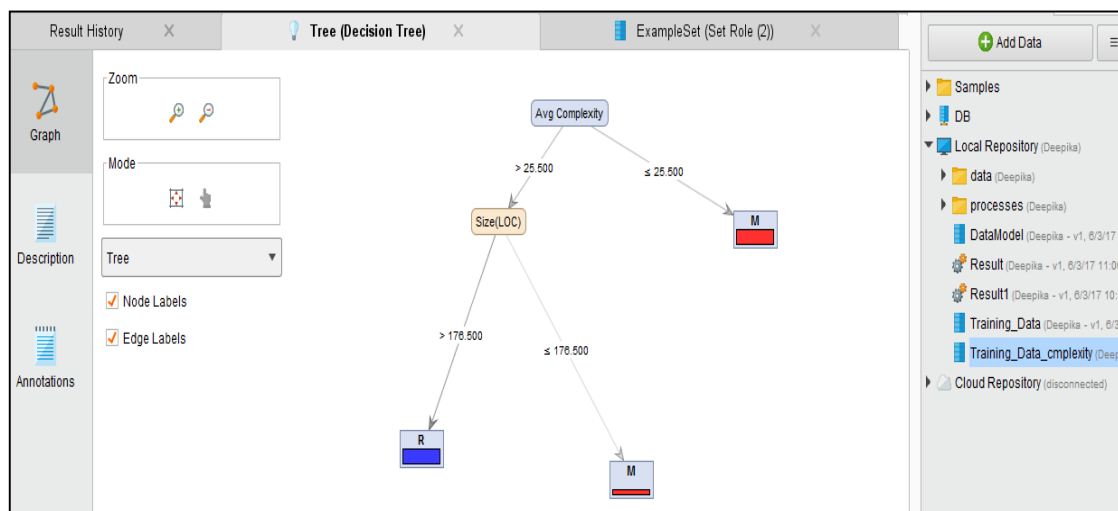 Result History
Tree (Decision Tree)
ExampleSet (Set Role (2))
Graph
Description
Annotations
Zoom
Mode
Tree
Node Labels
Edge Labels
Avg Complexity
> 25.500
≤ 25.500
Size(LOC)
M
> 176.500
≤ 176.500
R
M
Add Data
Samples
DB
Local Repository (Deepika)
data (Deepika)
processes (Deepika)
DataModel (Deepika - v1, 6/3/17
Result (Deepika - v1, 6/3/17 11:0
Result1 (Deepika - v1, 6/3/17 10:
Training_Data (Deepika - v1, 6/3
Training_Data_cmplexity (Deep
Cloud Repository (disconnected)